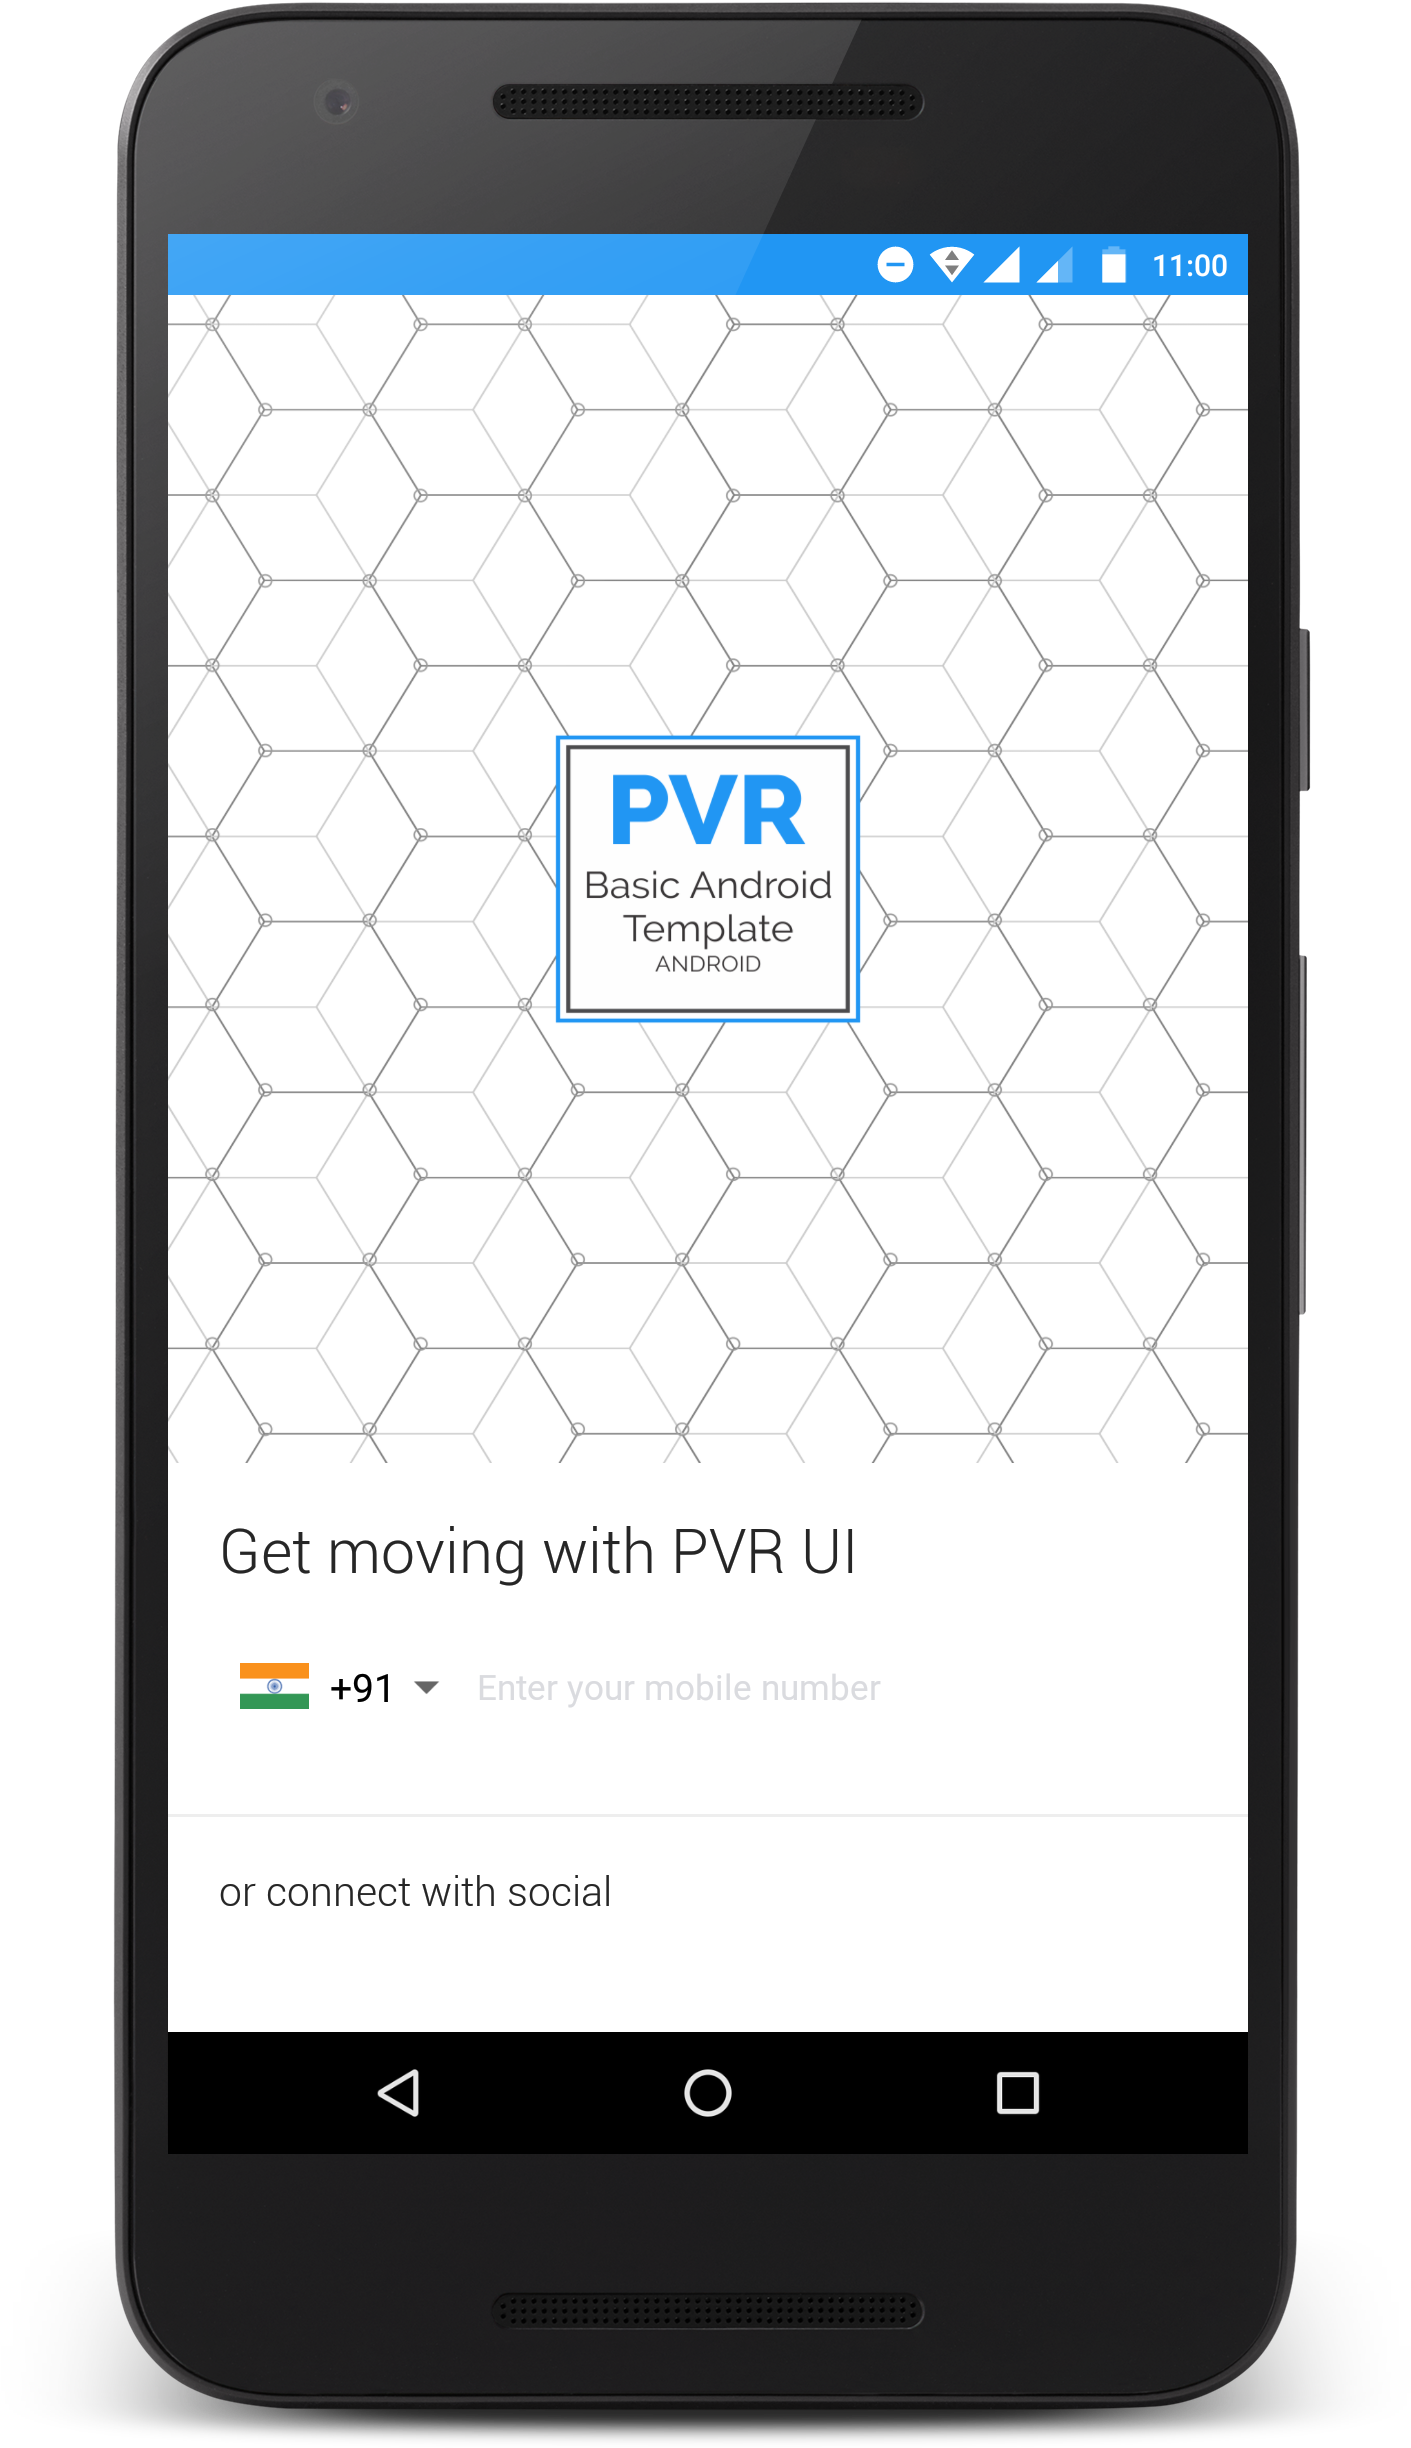 11:00
PVR
Basic Android
Template
ANDROID
Get moving with PVR UI
+91 Enter your mobile number
or connect with social